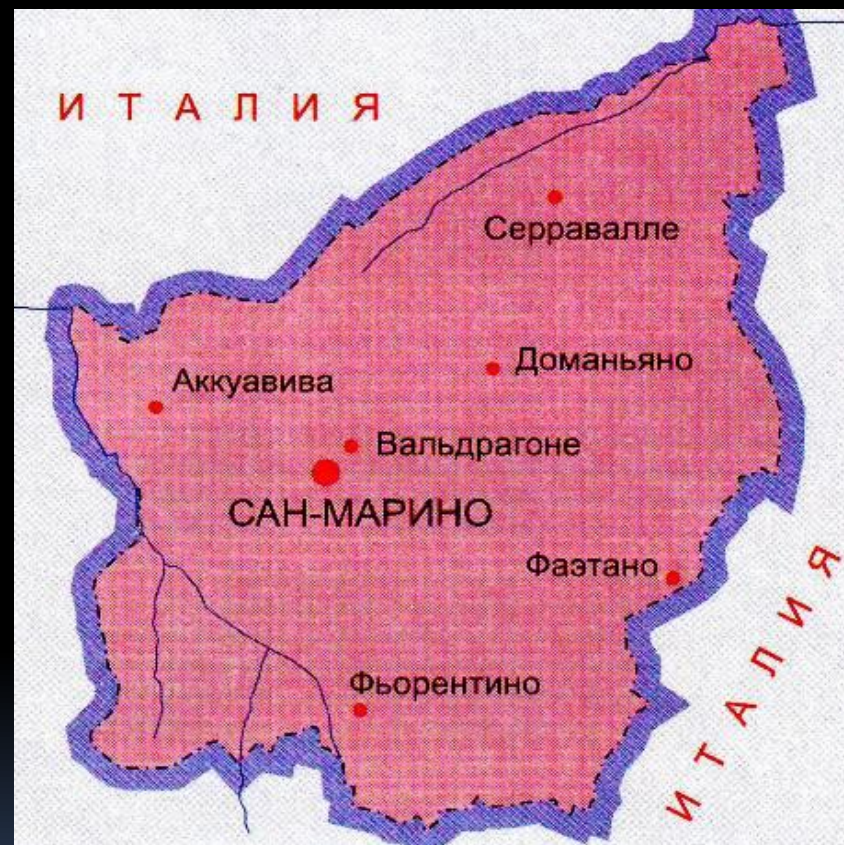 ИТАЛИЯ
Серравалле
Доманьяно
Аккуавива
Вальдрагоне
САН-МАРИНО
Фаэтано
ИТАЛИЯ
Фьорентино